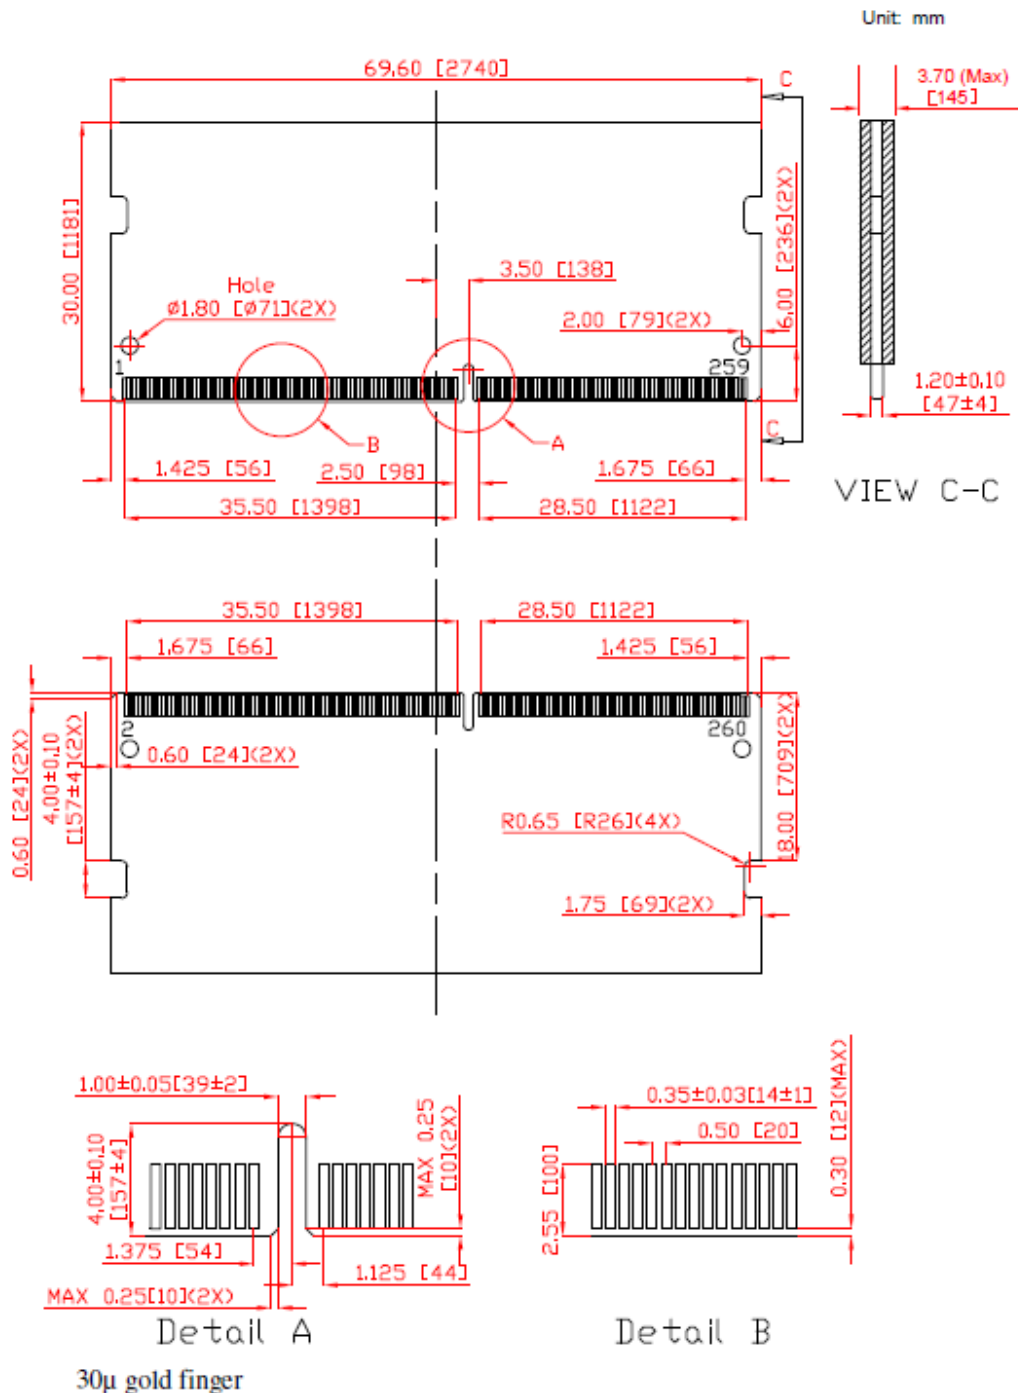 Unit: mm
69.60 [2740]
C
3.70 (Max)
[145]
30.00 [1181]
6.00 [236](2X)
3.50 [138]
Hole
ø1.80 [ø71](2X)
2.00 [79](2X)
1
259
1.20±0.10
[47±4]
B
A
C
1.425 [56]
2.50 [98]
1.675 [66]
35.50 [1398]
28.50 [1122]
VIEW C-C
35.50 [1398]
28.50 [1122]
1.675 [66]
1.425 [56]
2
260
0.60 [24](2X)
0.60 [24](2X)
4.00±0.10
[157±4](2X)
18.00 [709](2X)
R0.65 [R26](4X)
1.75 [69](2X)
1.00±0.05[39±2]
4.00±0.10
[157±4]
MAX 0.25
[10](2X)
1.375 [54]
1.125 [44]
MAX 0.25[10](2X)
Detail A
0.35±0.03[14±1]
0.50 [20]
0.30 [12](MAX)
2.55 [100]
Detail B
30µ gold finger